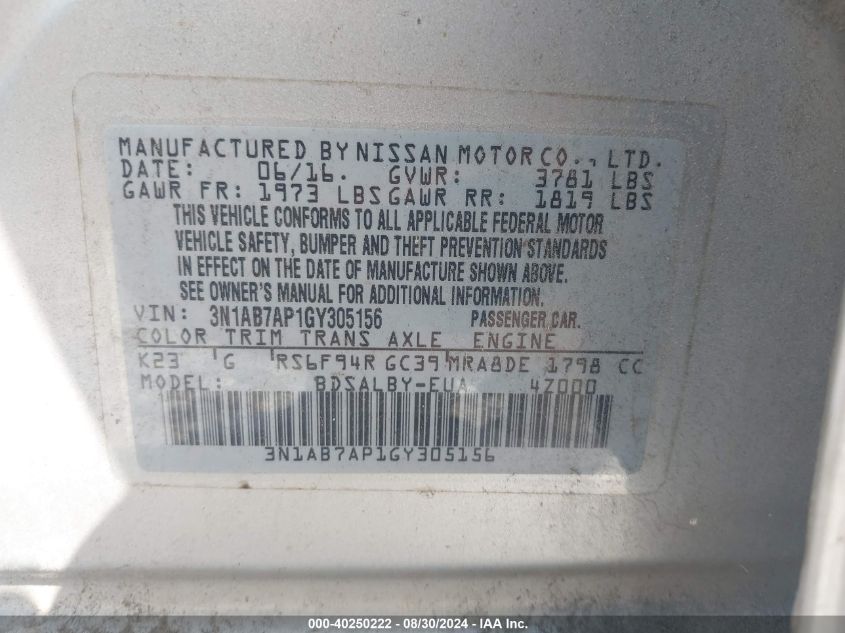 MANUFACTURED BY NISSAN MOTOR CO., LTD.
DATE: 06/16. GVWR: 3781 LBS
GAWR FR: 1973 LBS GAWR RR: 1819 LBS
THIS VEHICLE CONFORMS TO ALL APPLICABLE FEDERAL MOTOR
VEHICLE SAFETY, BUMPER AND THEFT PREVENTION STANDARDS
IN EFFECT ON THE DATE OF MANUFACTURE SHOWN ABOVE.
SEE OWNER'S MANUAL FOR ADDITIONAL INFORMATION.
VIN: 3N1AB7AP1GY305156 PASSENGER CAR.
COLOR TRIM TRANS AXLE ENGINE
K23 G RS6F94R GC39 MRA8DE 1798 CC
MODEL: BDSALBY-EUA 4Z000
3N1AB7AP1GY305156
000-40250222 - 08/30/2024 - IAAI.com